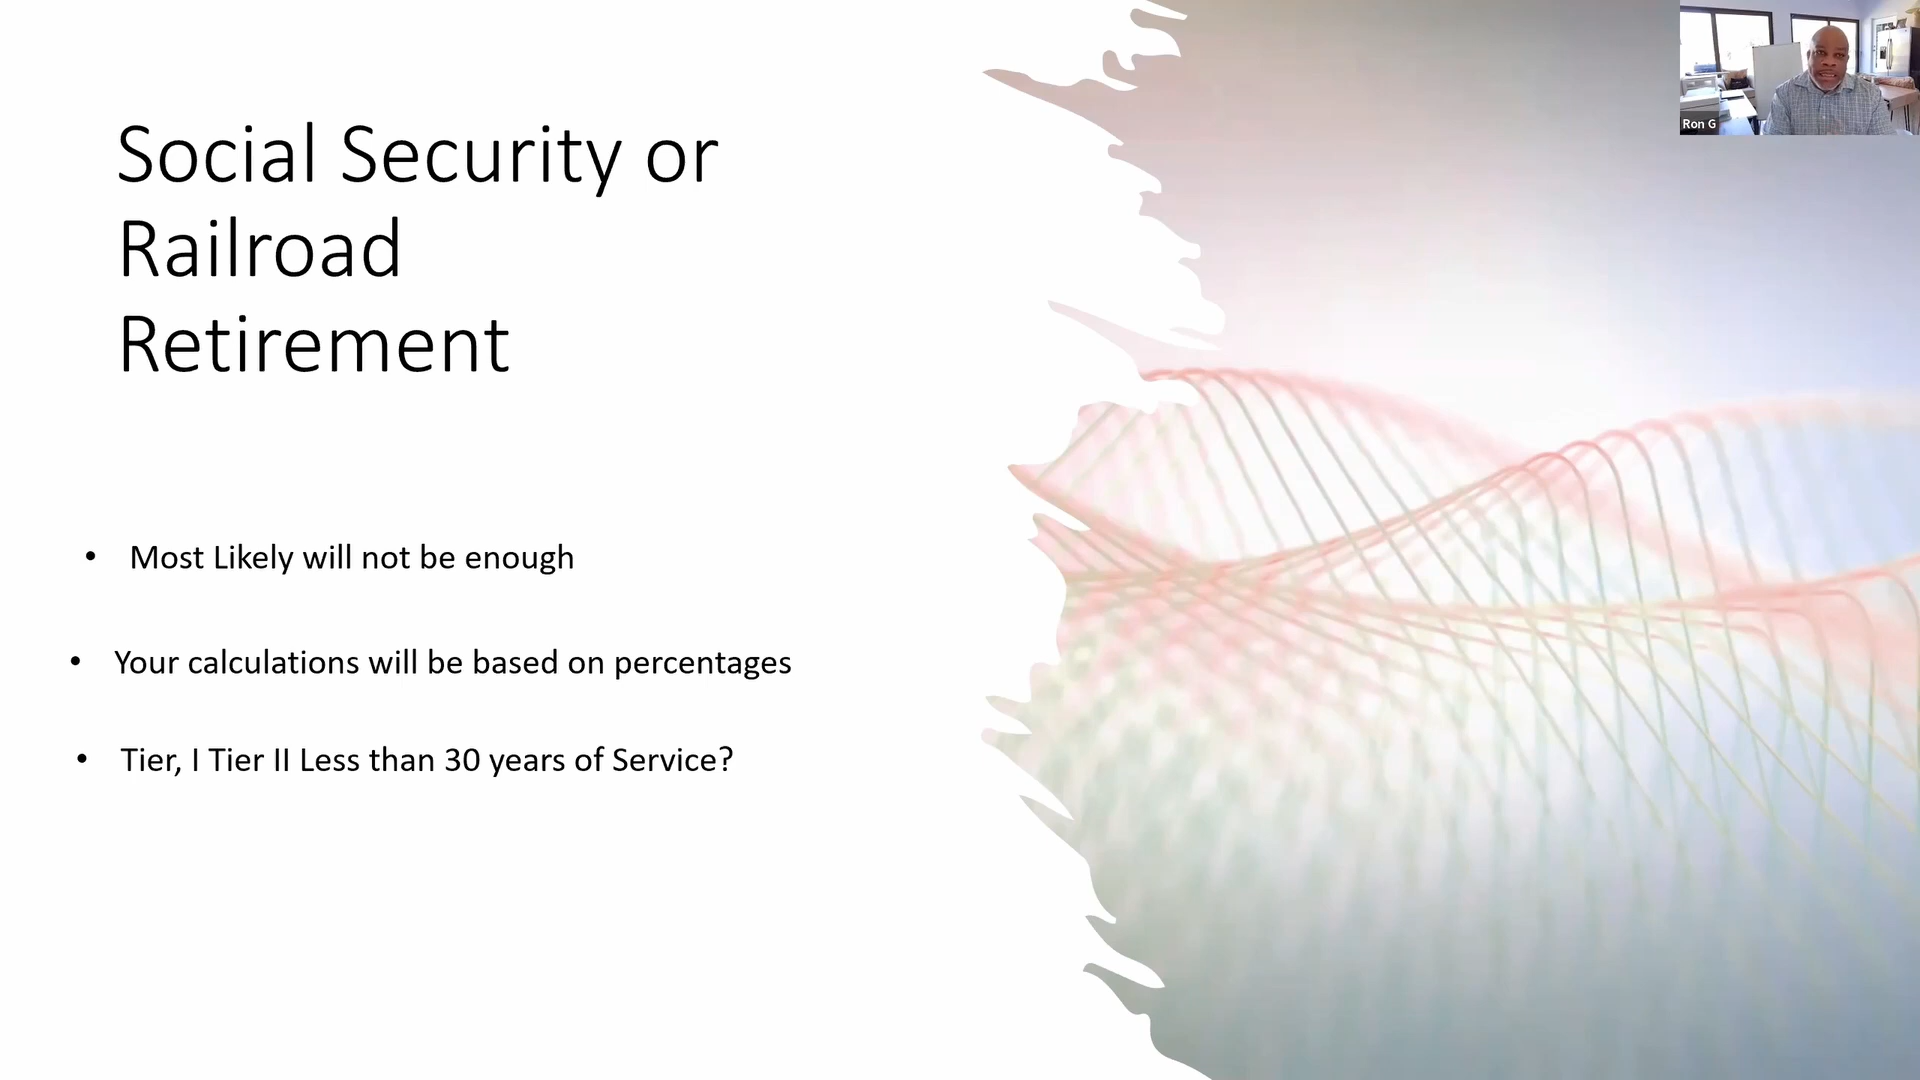 Social Security or
Railroad
Retirement
• Most Likely will not be enough
• Your calculations will be based on percentages
• Tier, I Tier II Less than 30 years of Service?
Ron G